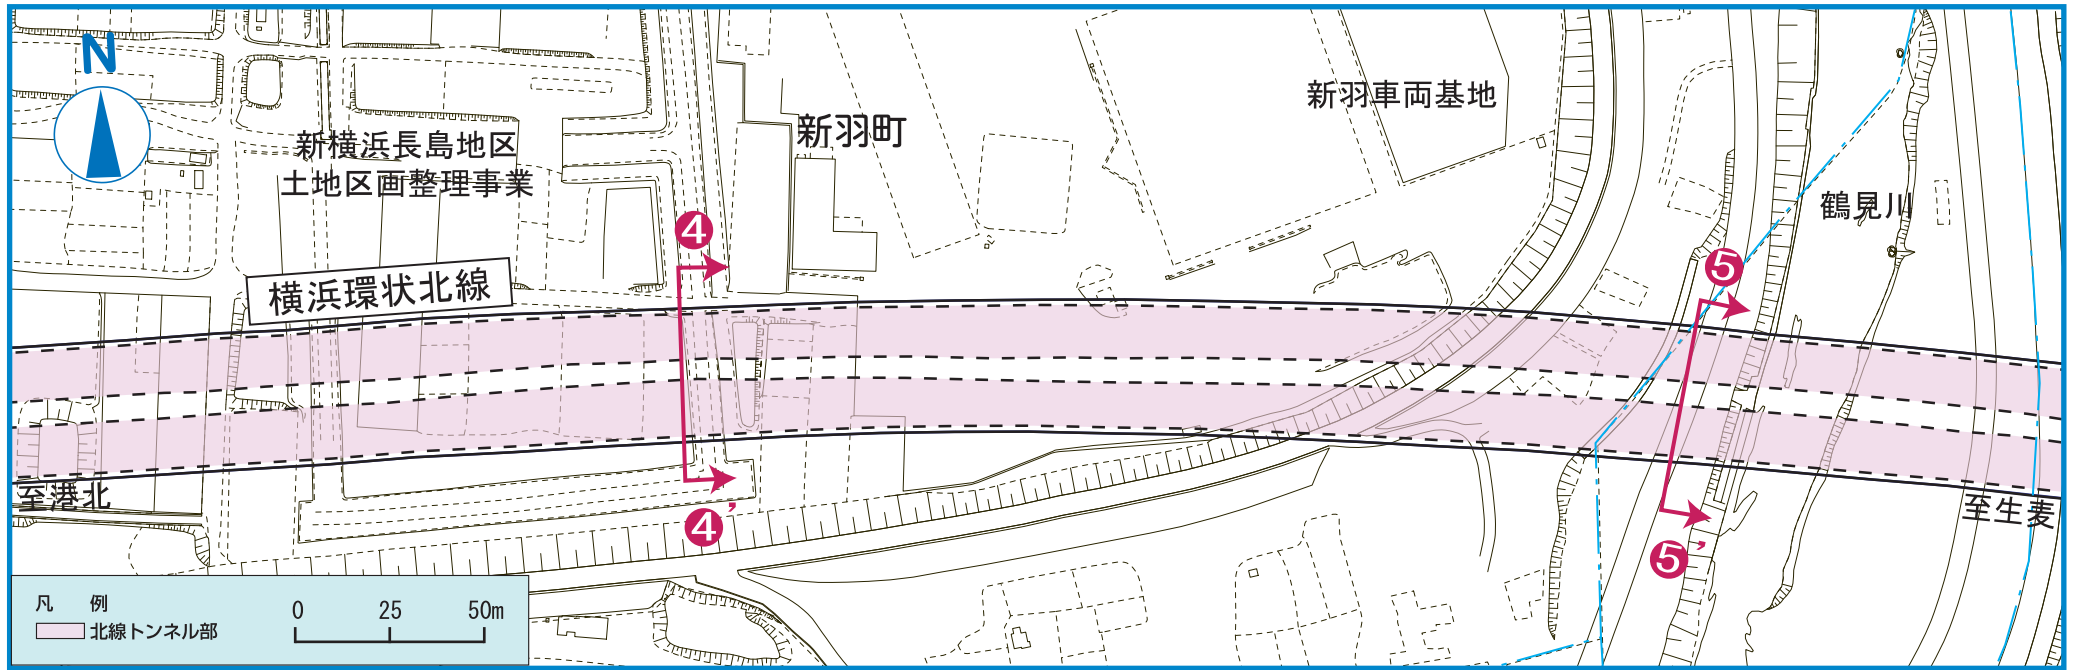 N
新横浜長島地区
土地区画整理事業
新羽町
新羽車両基地
鶴見川
横浜環状北線
4
4'
5
5'
至港北
至生麦
凡 例
北線トンネル部
0 25 50m